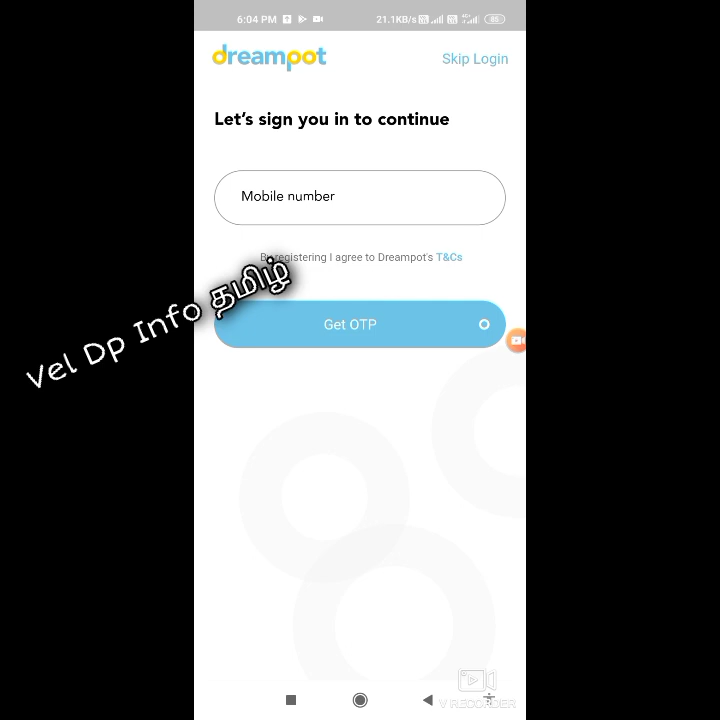 6:04 PM 21.1KB/s 85
dreampot
Skip Login
Let's sign you in to continue
Mobile number
By registering I agree to Dreampot's T&Cs
Vel Dp Info தமிழ்
Get OTP
V RECORDER